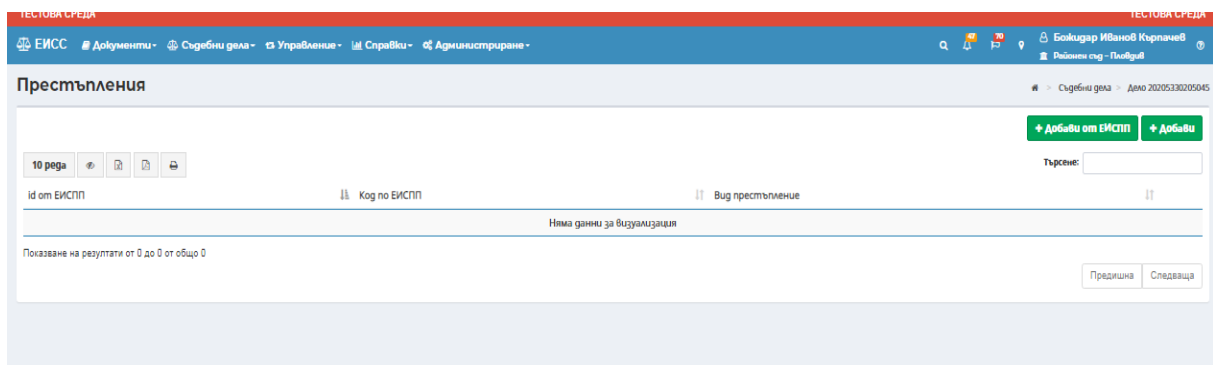 ТЕСТОВА СРЕДА ТЕСТОВА СРЕДА
ЕИСС Документи Съдебни дела Управление Справки Администриране 47 70 Божидар Иванов Кърпачев
Районен съд - Пловдив
Престъпления
> Съдебни дела > Дело 20205330205045
+ Добави от ЕИСПП + Добави
10 реда Търсене:
id от ЕИСПП Код по ЕИСПП Вид престъпление
Няма данни за визуализация
Показване на резултати от 0 до 0 от общо 0
Предишна Следваща